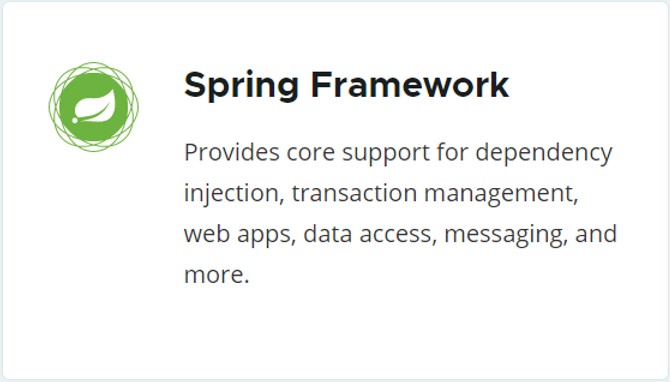 Spring Framework
Provides core support for dependency
injection, transaction management,
web apps, data access, messaging, and
more.